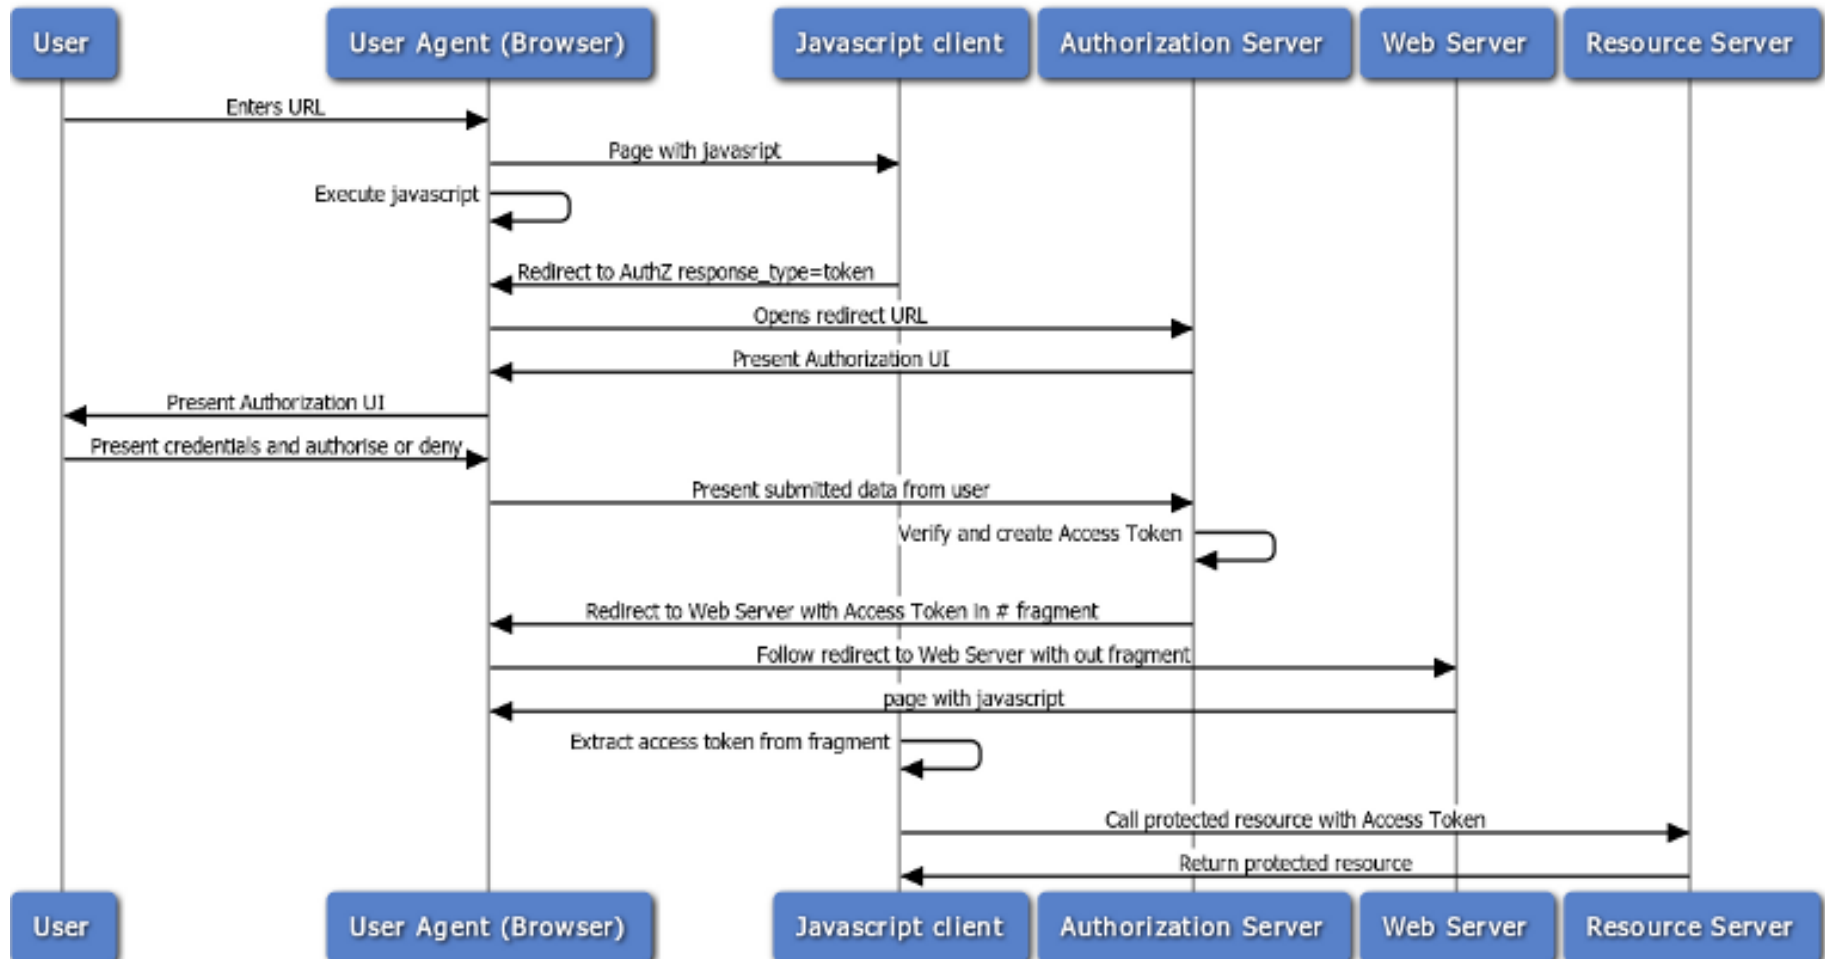 User
User Agent (Browser)
Javascript client
Authorization Server
Web Server
Resource Server
Enters URL
Page with javasript
Execute javascript
Redirect to AuthZ response_type=token
Opens redirect URL
Present Authorization UI
Present Authorization UI
Present credentials and authorise or deny
Present submitted data from user
Verify and create Access Token
Redirect to Web Server with Access Token in # fragment
Follow redirect to Web Server with out fragment
page with javascript
Extract access token from fragment
Call protected resource with Access Token
Return protected resource
User
User Agent (Browser)
Javascript client
Authorization Server
Web Server
Resource Server